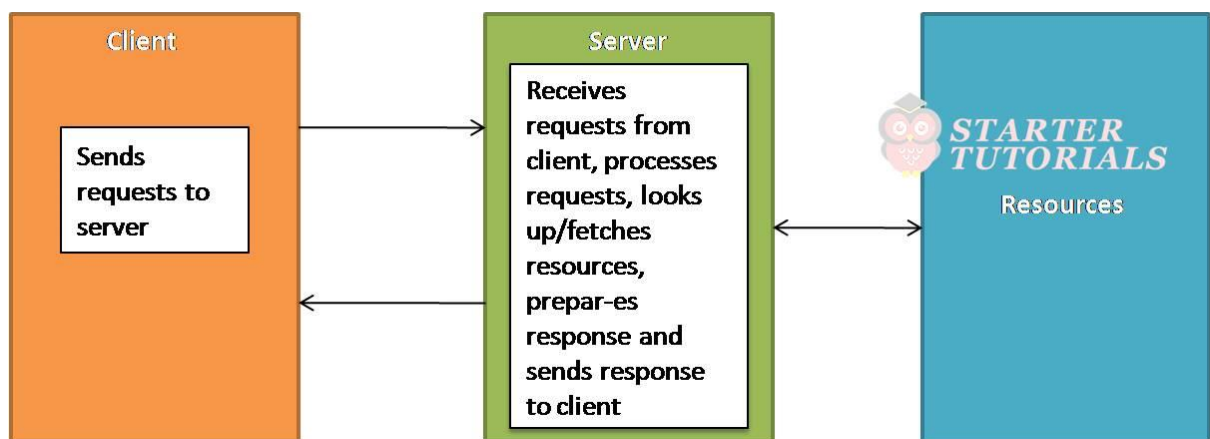 Client
Sends
requests to
server
Server
Receives
requests from
client, processes
requests, looks
up/fetches
resources,
prepar-es
response and
sends response
to client
STARTER
TUTORIALS
Resources